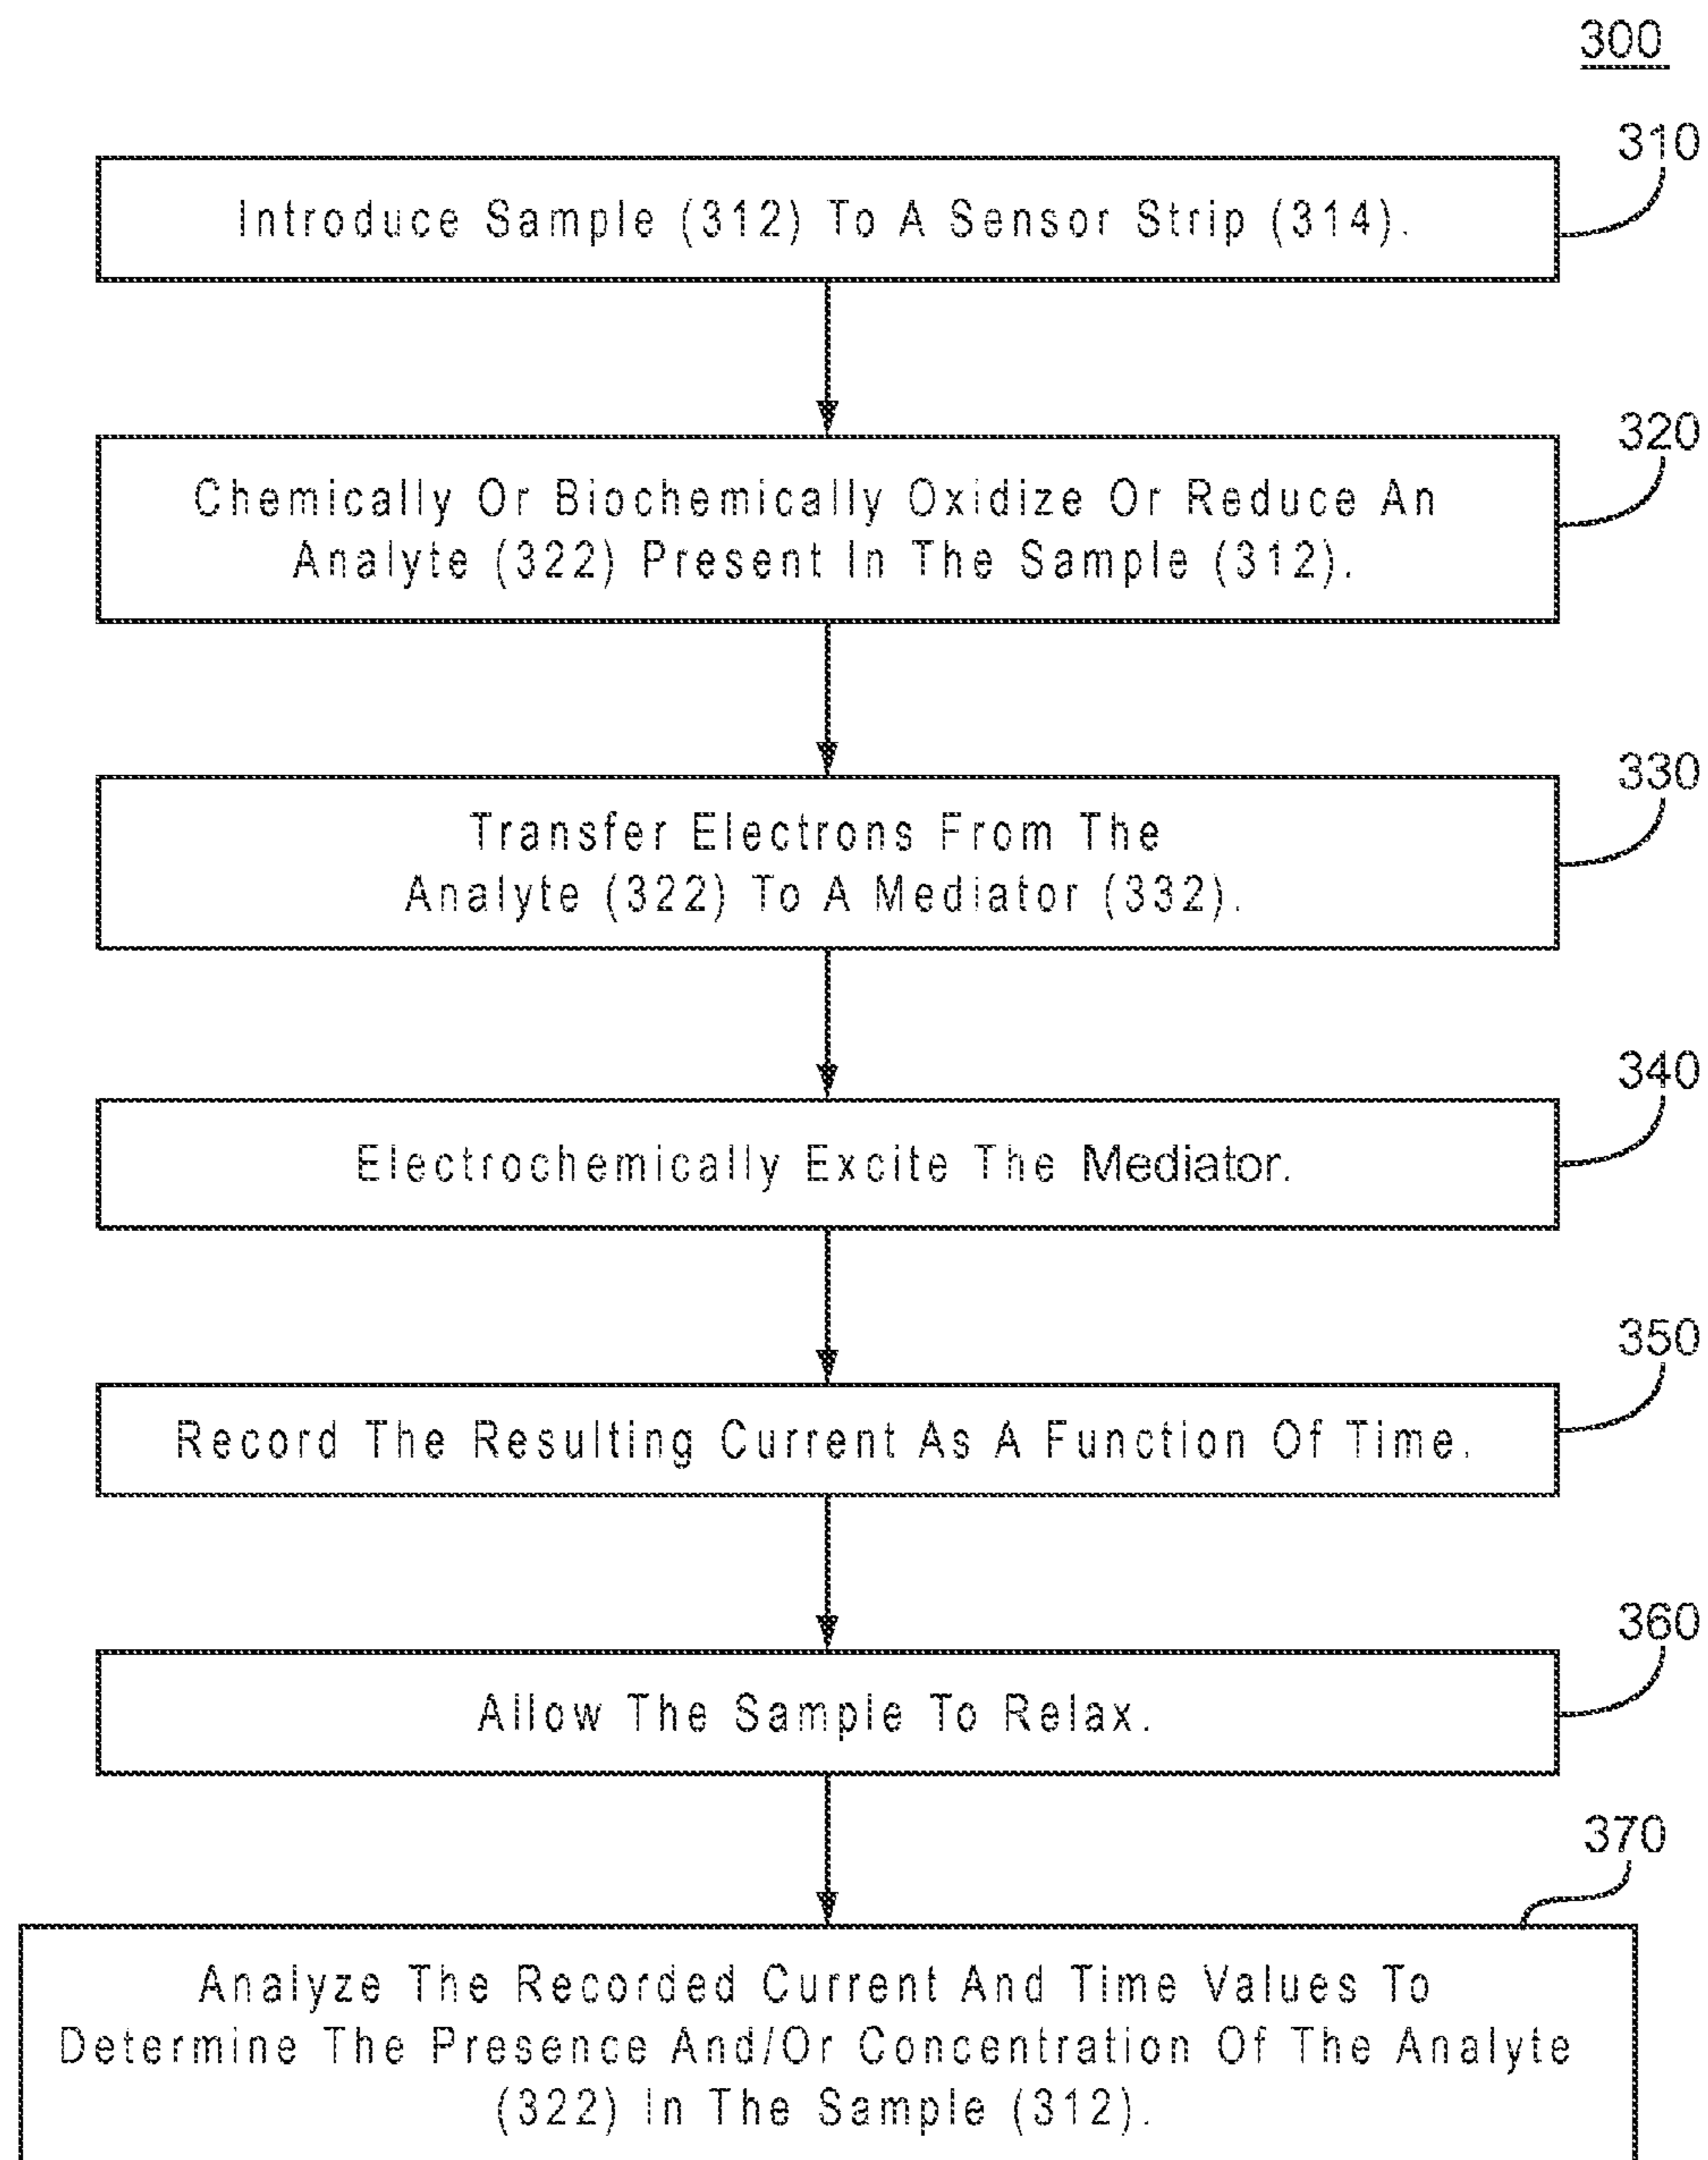 300
310
Introduce Sample (312) To A Sensor Strip (314).
320
Chemically Or Biochemically Oxidize Or Reduce An
Analyte (322) Present In The Sample (312).
330
Transfer Electrons From The
Analyte (322) To A Mediator (332).
340
Electrochemically Excite The Mediator.
350
Record The Resulting Current As A Function Of Time.
360
Allow The Sample To Relax.
370
Analyze The Recorded Current And Time Values To
Determine The Presence And/Or Concentration Of The Analyte
(322) In The Sample (312).